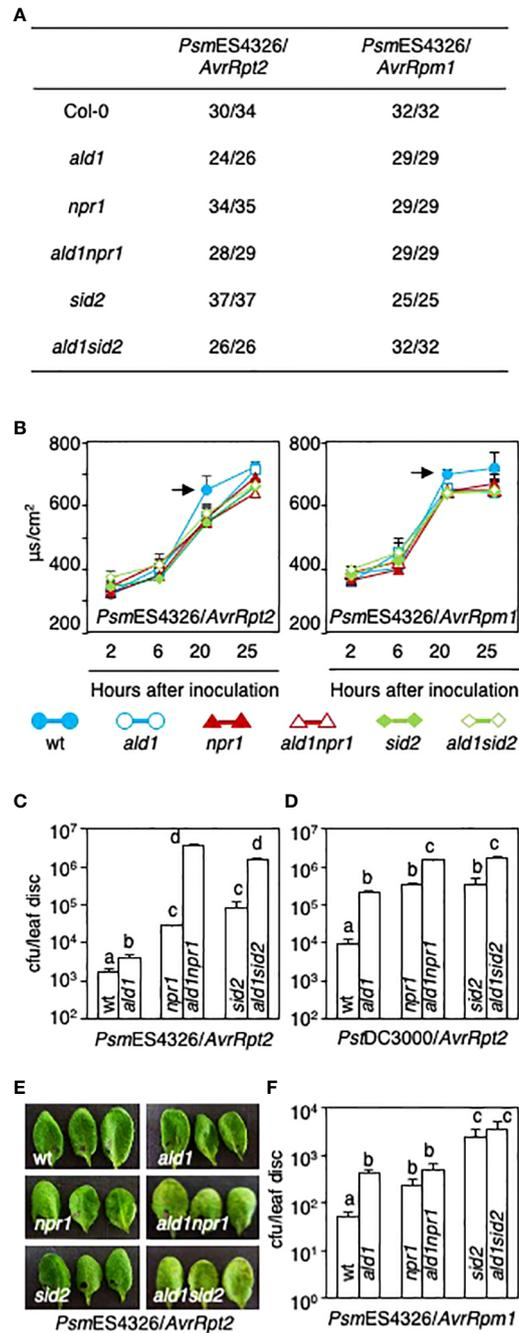 A
PsmES4326/ PsmES4326/
AvrRpt2 AvrRpm1
Col-0 30/34 32/32
ald1 24/26 29/29
npr1 34/35 29/29
ald1npr1 28/29 29/29
sid2 37/37 25/25
ald1sid2 26/26 32/32
B
800 800
600 600
400 400
200 200
µs/cm²
PsmES4326/AvrRpt2 PsmES4326/AvrRpm1
2 6 20 25 2 6 20 25
Hours after inoculation Hours after inoculation
wt ald1 npr1 ald1npr1 sid2 ald1sid2
C
cfu/leaf disc
10⁷
10⁶
10⁵
10⁴
10³
10²
a b c d c d
wt ald1 npr1 ald1npr1 sid2 ald1sid2
PsmES4326/AvrRpt2
D
10⁷
10⁶
10⁵
10⁴
10³
10²
a b b c b c
wt ald1 npr1 ald1npr1 sid2 ald1sid2
PstDC3000/AvrRpt2
E
wt ald1
npr1 ald1npr1
sid2 ald1sid2
PsmES4326/AvrRpt2
F
cfu/leaf disc
10⁴
10³
10²
10¹
10⁰
a b b b c c
wt ald1 npr1 ald1npr1 sid2 ald1sid2
PsmES4326/AvrRpm1